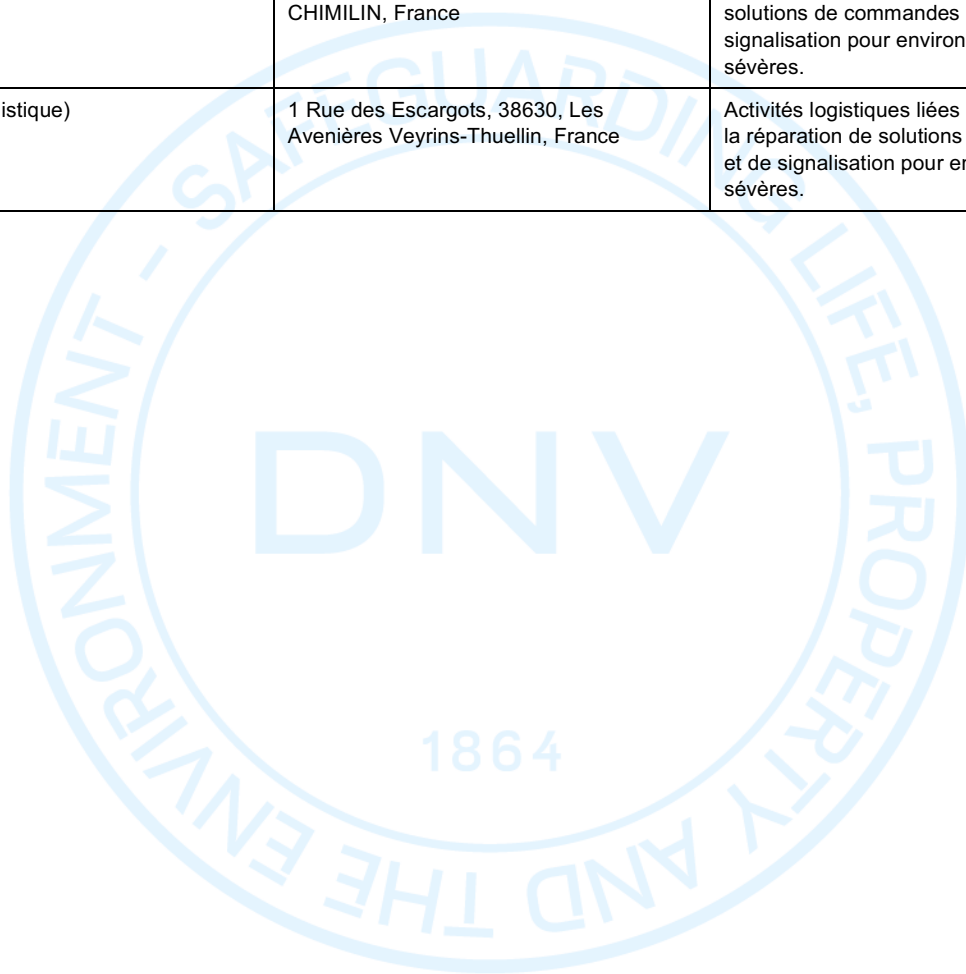 CHIMILIN, France
solutions de commandes
signalisation pour environ
sévères.
istique)
1 Rue des Escargots, 38630, Les
Avenières Veyrins-Thuellin, France
Activités logistiques liées
la réparation de solutions
et de signalisation pour en
sévères.
SAFEGUARDING LIFE, PROPERTY AND THE ENVIRONMENT -
DNV
1864